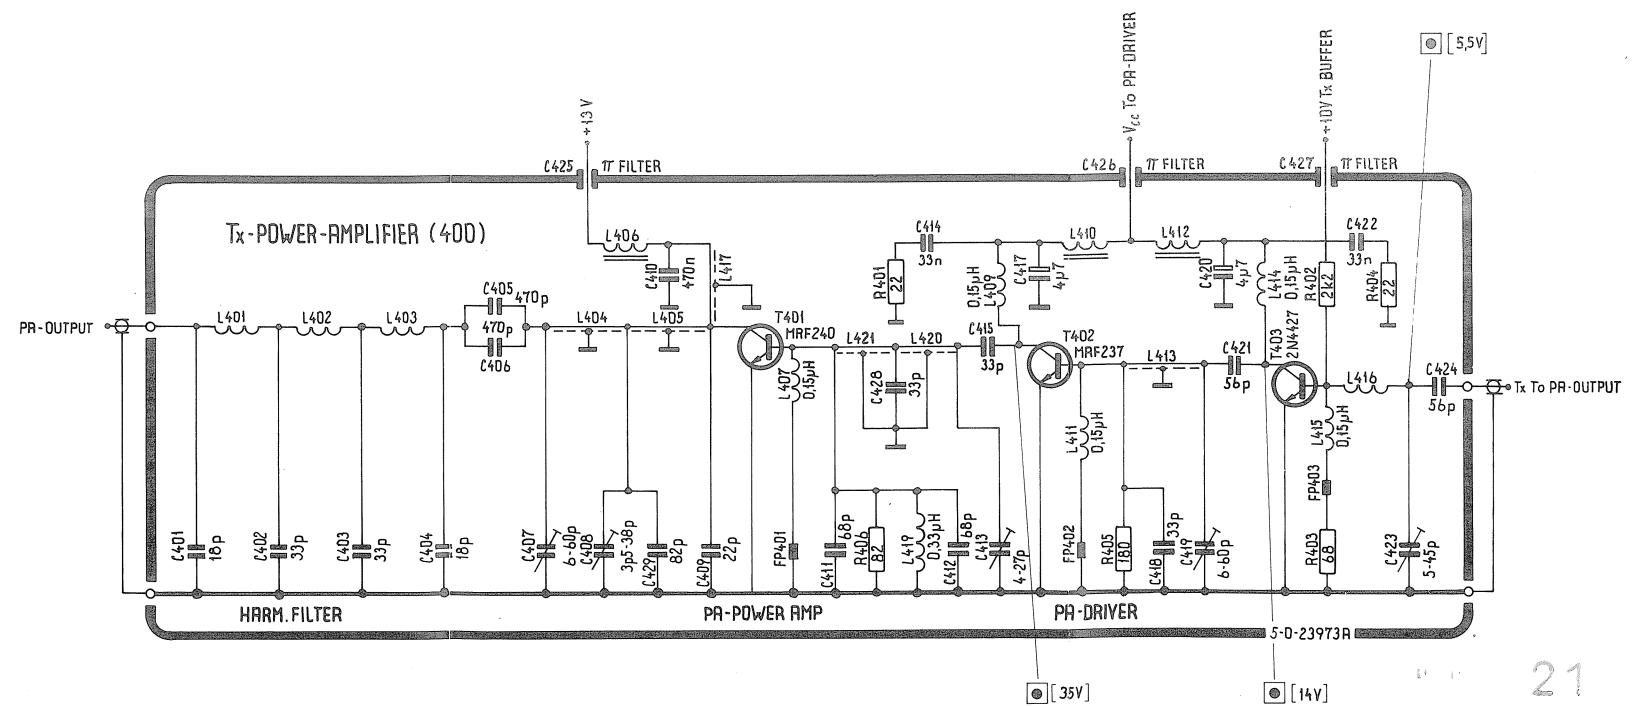 [5,5V]
+13V
VCC To PA-DRIVER
+10V Tx BUFFER
C425
π FILTER
C426
π FILTER
C427
π FILTER
Tx-POWER-AMPLIFIER (400)
L406
C410
470n
L417
C414
33n
R401
22
L409
0,15µH
C417
4µ7
L410
L412
C420
4µ7
L414
0,15µH
R402
2k2
C422
33n
R404
22
PA-OUTPUT
L401
L402
L403
C405
470p
470p
C406
L404
L405
T401
MRF240
L407
0,15µH
L421
L420
C428
33p
C415
33p
T402
MRF237
L411
0,15µH
L413
C421
56p
T403
2N4427
L416
C424
56p
Tx To PA-OUTPUT
L415
0,15µH
FP403
C401
18p
C402
33p
C403
33p
C404
18p
C407
6-60p
C408
3p5-38p
C429
82p
C409
22p
FP401
C411
68p
R406
82
L419
0,33µH
C412
68p
C413
4-27p
FP402
R405
180
C418
33p
C419
6-60p
R403
68
C423
5-45p
HARM.FILTER
PA-POWER AMP
PA-DRIVER
5-0-23973A
[35V]
[14V]
21